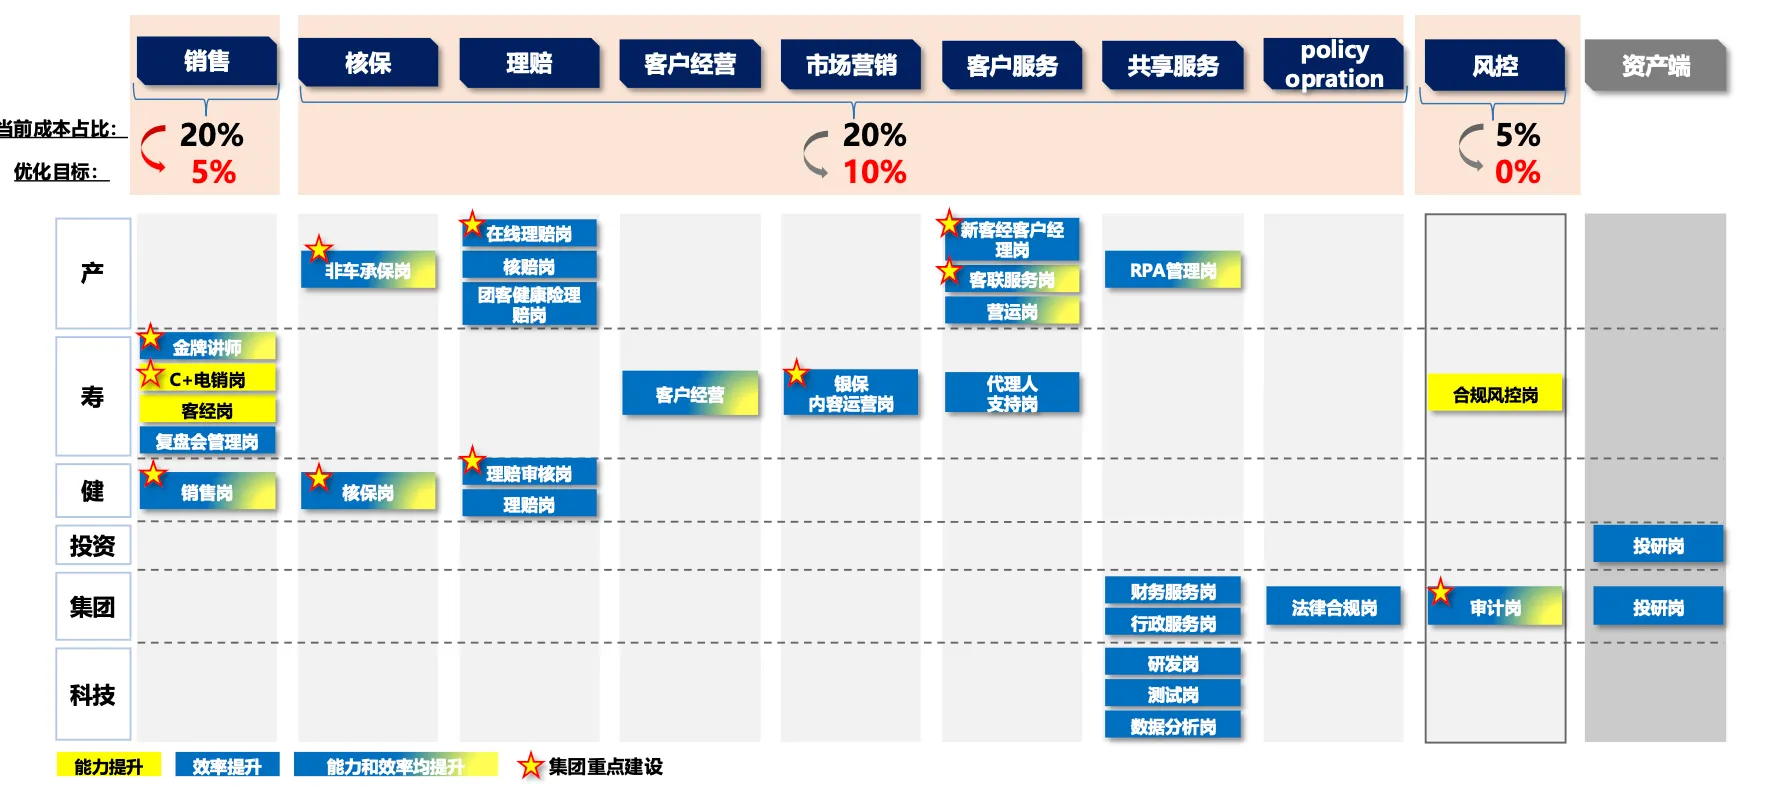 销售
核保
理赔
客户经营
市场营销
客户服务
共享服务
policy
opration
风控
资产端
当前成本占比：
20%
20%
5%
优化目标：
5%
10%
0%
产
非车承保岗
在线理赔岗
核赔岗
团客健康险理
赔岗
新客经客户经
理岗
客联服务岗
营运岗
RPA管理岗
寿
金牌讲师
C+电销岗
客经岗
复盘会管理岗
客户经营
银保
内容运营岗
代理人
支持岗
合规风控岗
健
销售岗
核保岗
理赔审核岗
理赔岗
投资
投研岗
集团
财务服务岗
行政服务岗
法律合规岗
审计岗
投研岗
科技
研发岗
测试岗
数据分析岗
能力提升
效率提升
能力和效率均提升
集团重点建设